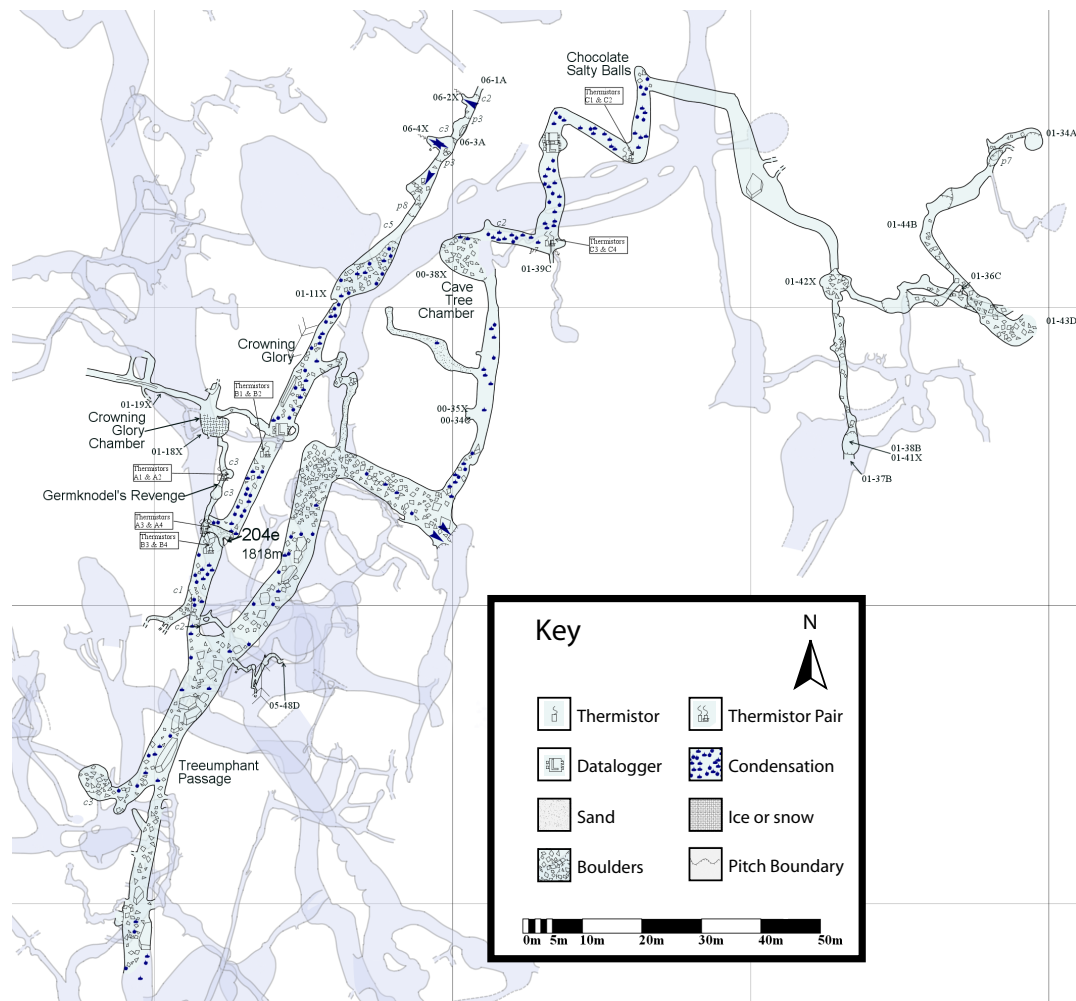 Chocolate
Salty Balls
06-1A
06-2X
c2
p3
Thermistors
C1 & C2
06-4X
c3
06-3A
p3
01-34A
p7
p8
c5
c2
01-44B
Thermistors
C3 & C4
p7
01-39C
00-38X
01-36C
01-42X
01-11X
Cave
Tree
Chamber
01-43D
Crowning
Glory
Thermistors
B1 & B2
01-19X
Crowning
Glory
Chamber
00-35X
00-34C
01-18X
01-38B
01-41X
01-37B
c3
Thermistors
A1 & A2
Germknodel's Revenge
c3
Thermistors
A3 & A4
204e
Thermistors
B3 & B4
1818m
c1
c2
05-48D
Treeumphant
Passage
c3
Key
N
Thermistor
Thermistor Pair
Datalogger
Condensation
Sand
Ice or snow
Boulders
Pitch Boundary
0m 5m 10m 20m 30m 40m 50m